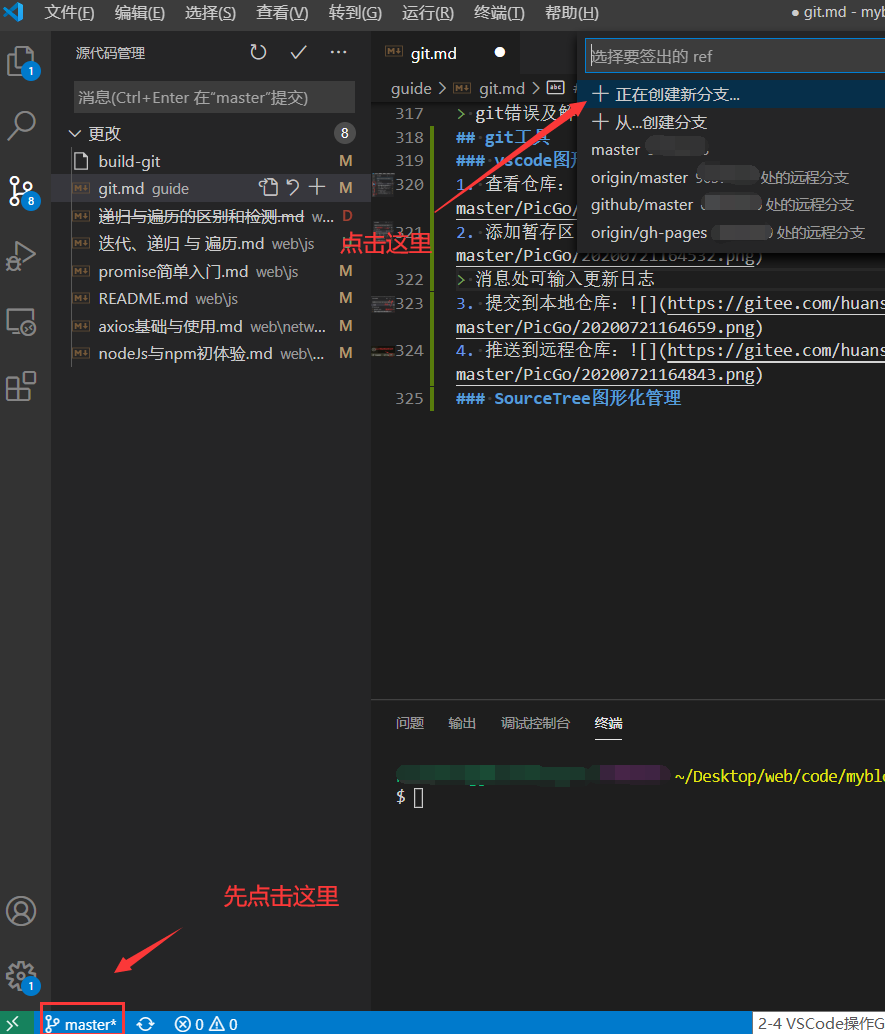 文件(F) 编辑(E) 选择(S) 查看(V) 转到(G) 运行(R) 终端(T) 帮助(H) ● git.md - myb
源代码管理
消息(Ctrl+Enter 在“master”提交)
更改 8
build-git M
git.md guide M
递归与遍历的区别和检测.md w... D
迭代、递归 与 遍历.md web\js M
promise简单入门.md web\js M
README.md web\js M
axios基础与使用.md web\netw... M
nodeJs与npm初体验.md web\... M
git.md
guide > git.md >
选择要签出的 ref
正在创建新分支...
从...创建分支
master
origin/master 处的远程分支
github/master 处的远程分支
origin/gh-pages 处的远程分支
点击这里
317 > git错误及解
318 ## git工具
319 ### vscode图形
320 1. 查看仓库：
master/PicGo/
321 2. 添加暂存区
master/PicGo/20200721164532.png)
322 > 消息处可输入更新日志
323 3. 提交到本地仓库：![](https://gitee.com/huans
master/PicGo/20200721164659.png)
324 4. 推送到远程仓库：![](https://gitee.com/huans
master/PicGo/20200721164843.png)
325 ### SourceTree图形化管理
问题 输出 调试控制台 终端
~/Desktop/web/code/myblo
$
先点击这里
1
8
1
master* 0 0
2-4 VSCode操作G